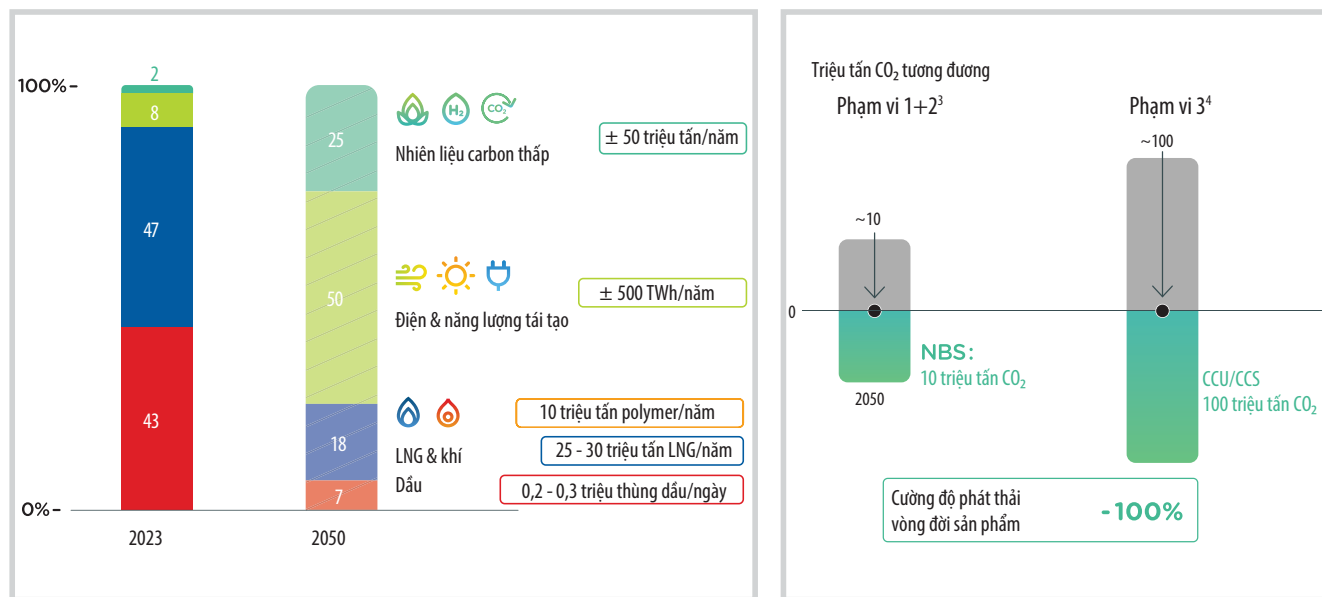 2
100%
8
47
43
0%
2023
25
50
18
7
2050
H₂
CO₂
Nhiên liệu carbon thấp
± 50 triệu tấn/năm
Điện & năng lượng tái tạo
± 500 TWh/năm
LNG & khí
Dầu
10 triệu tấn polymer/năm
25 - 30 triệu tấn LNG/năm
0,2 - 0,3 triệu thùng dầu/ngày
Triệu tấn CO₂ tương đương
Phạm vi 1+2³
Phạm vi 3⁴
~10
~100
0
NBS:
10 triệu tấn CO₂
2050
CCU/CCS
100 triệu tấn CO₂
Cường độ phát thải
vòng đời sản phẩm
-100%